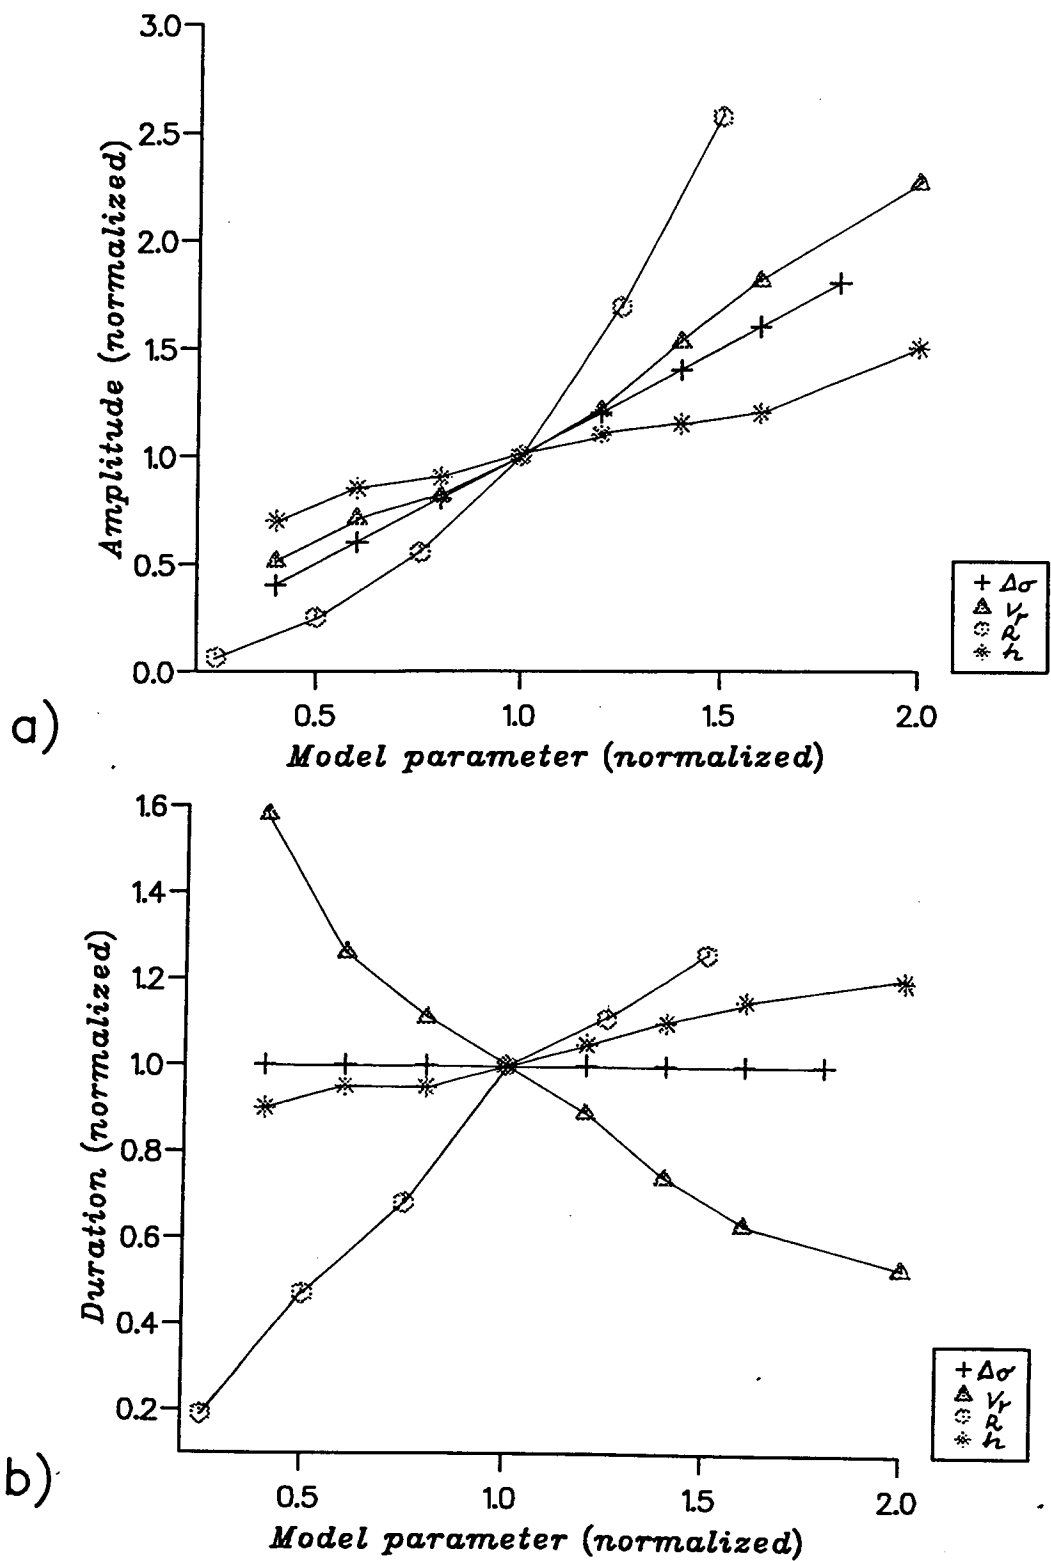 3.0
2.5
2.0
1.5
1.0
0.5
0.0
Amplitude (normalized)
0.5 1.0 1.5 2.0
Model parameter (normalized)
+ Δσ
Vr
R
h
a)
1.6
1.4
1.2
1.0
0.8
0.6
0.4
0.2
Duration (normalized)
0.5 1.0 1.5 2.0
Model parameter (normalized)
+ Δσ
Vr
R
h
b)